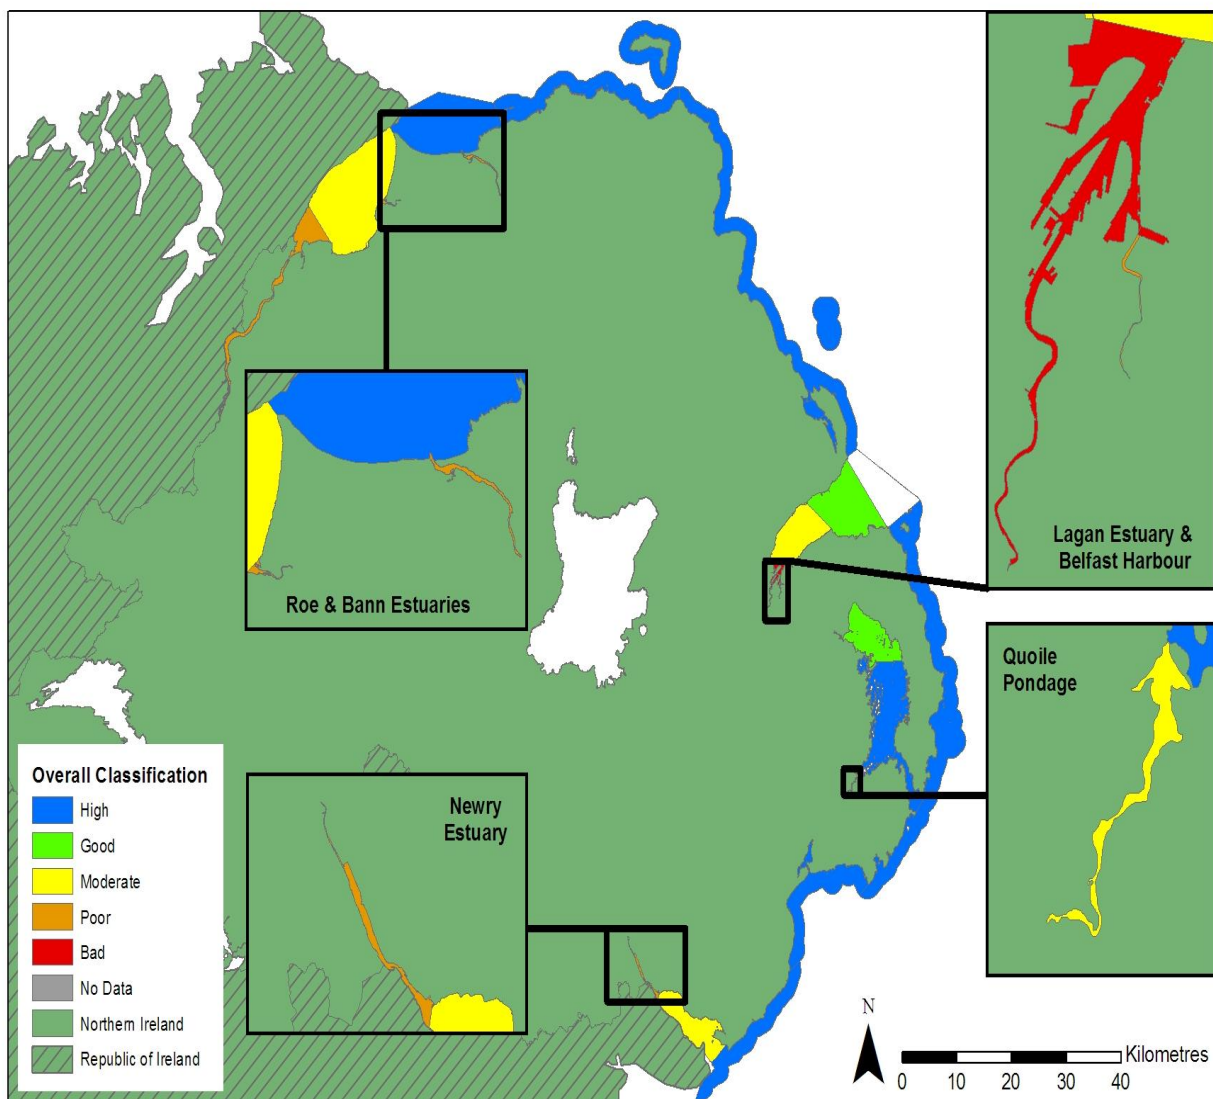 Lagan Estuary &
Belfast Harbour
Roe & Bann Estuaries
Quoile
Pondage
Newry
Estuary
Overall Classification
High
Good
Moderate
Poor
Bad
No Data
Northern Ireland
Republic of Ireland
N
Kilometres
0 10 20 30 40